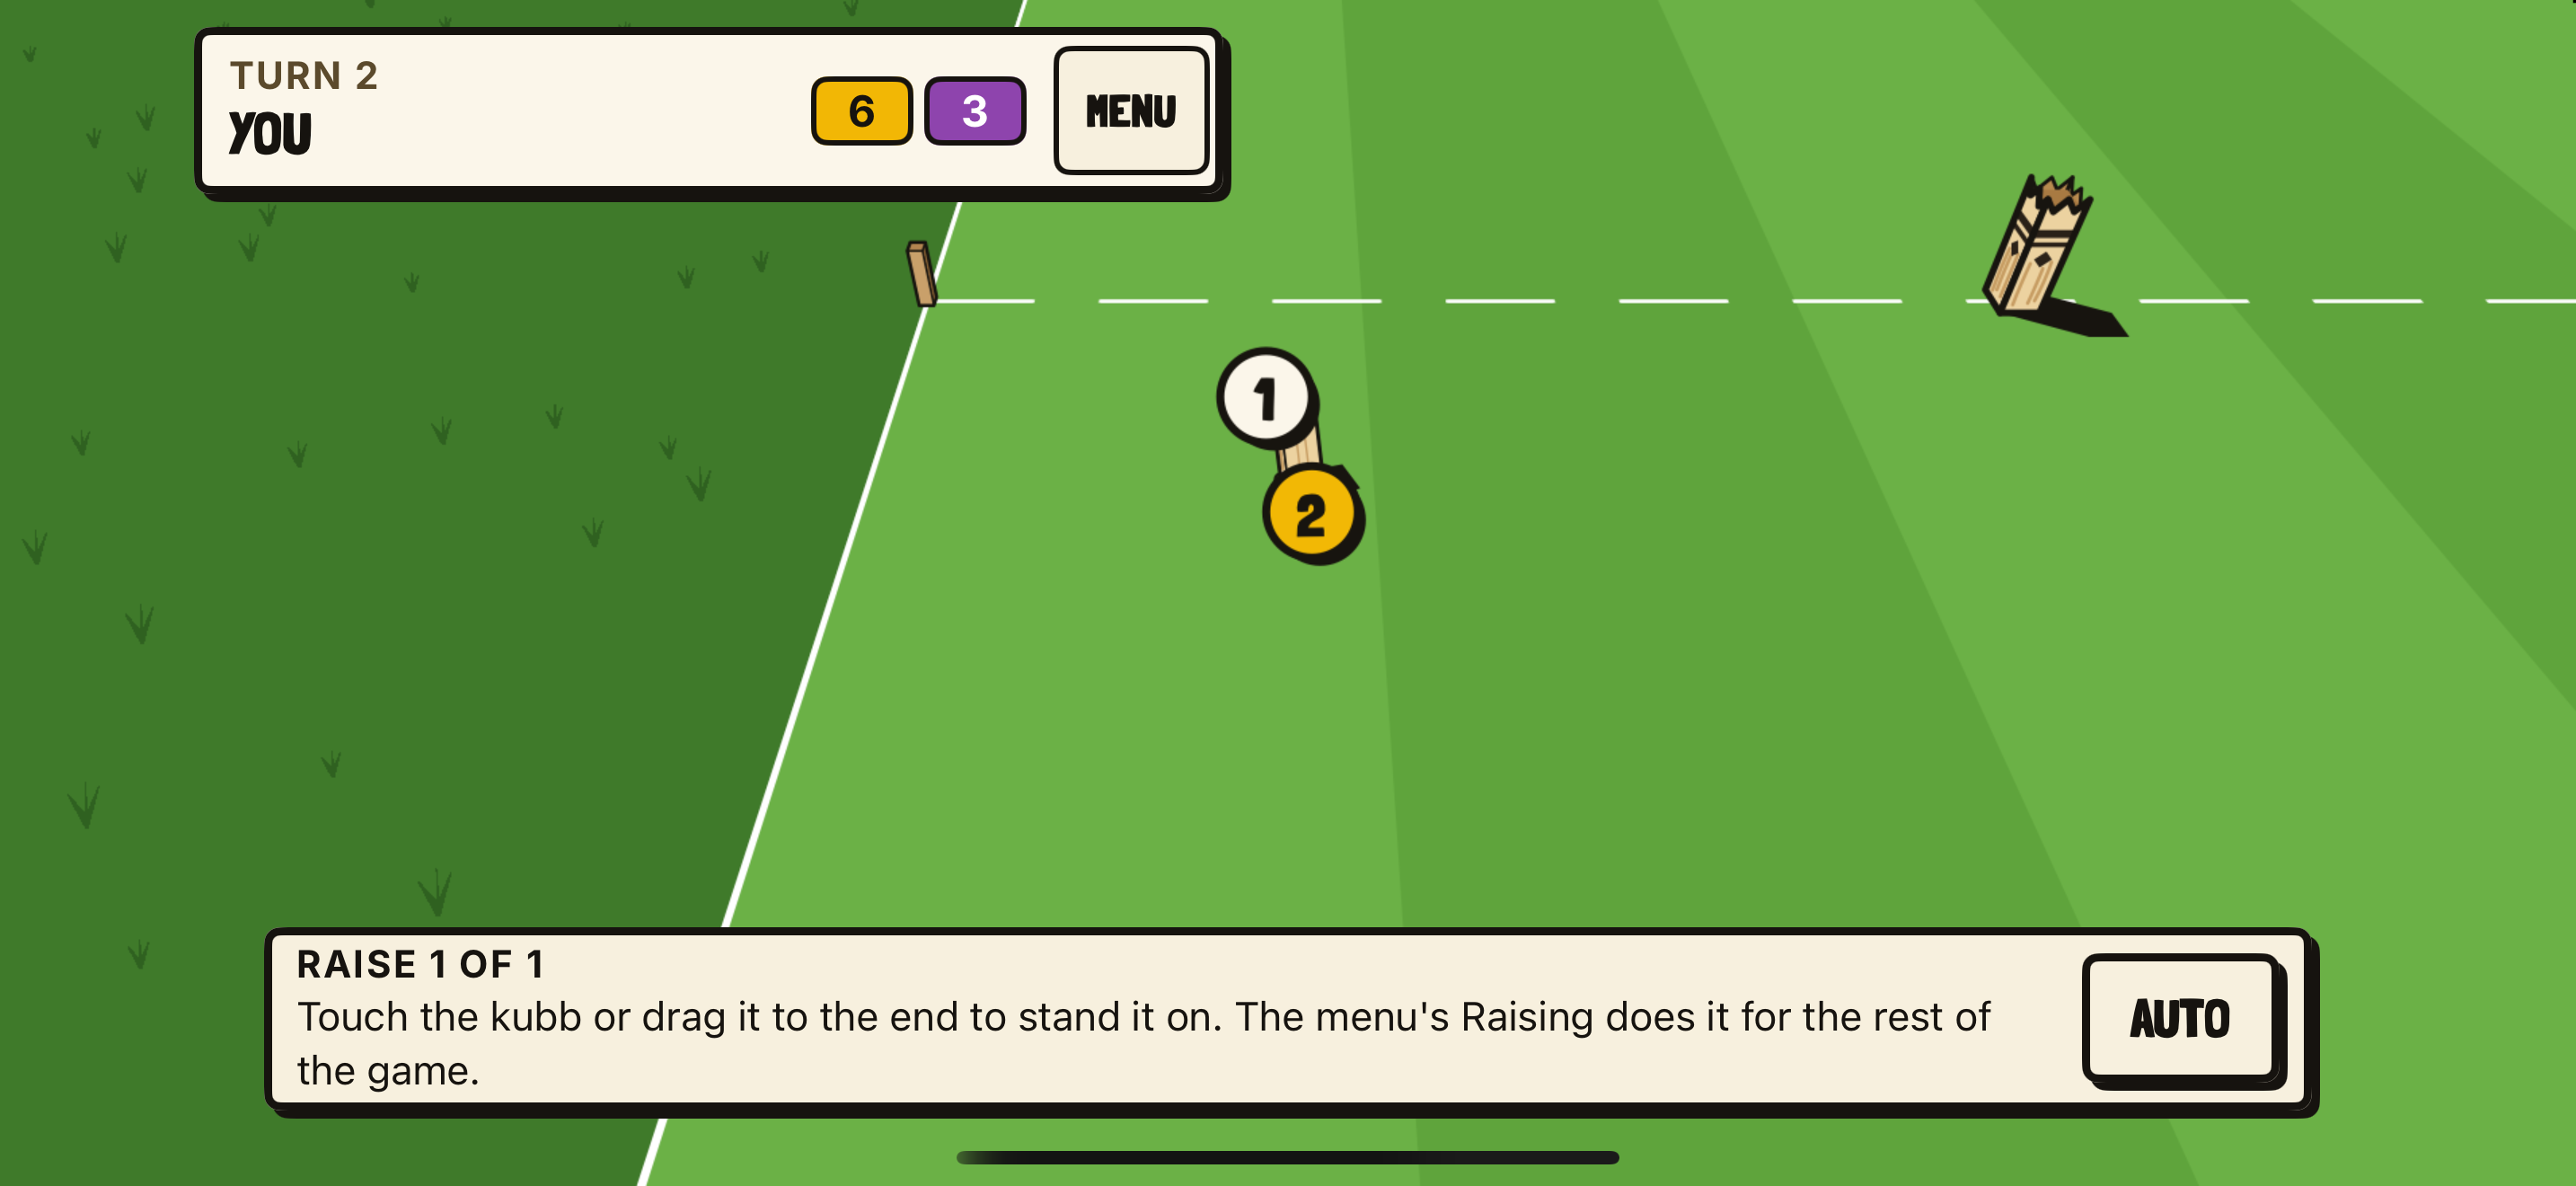 TURN 2
YOU
6 3
MENU
1
2
RAISE 1 OF 1
Touch the kubb or drag it to the end to stand it on. The menu's Raising does it for the rest of
the game.
AUTO